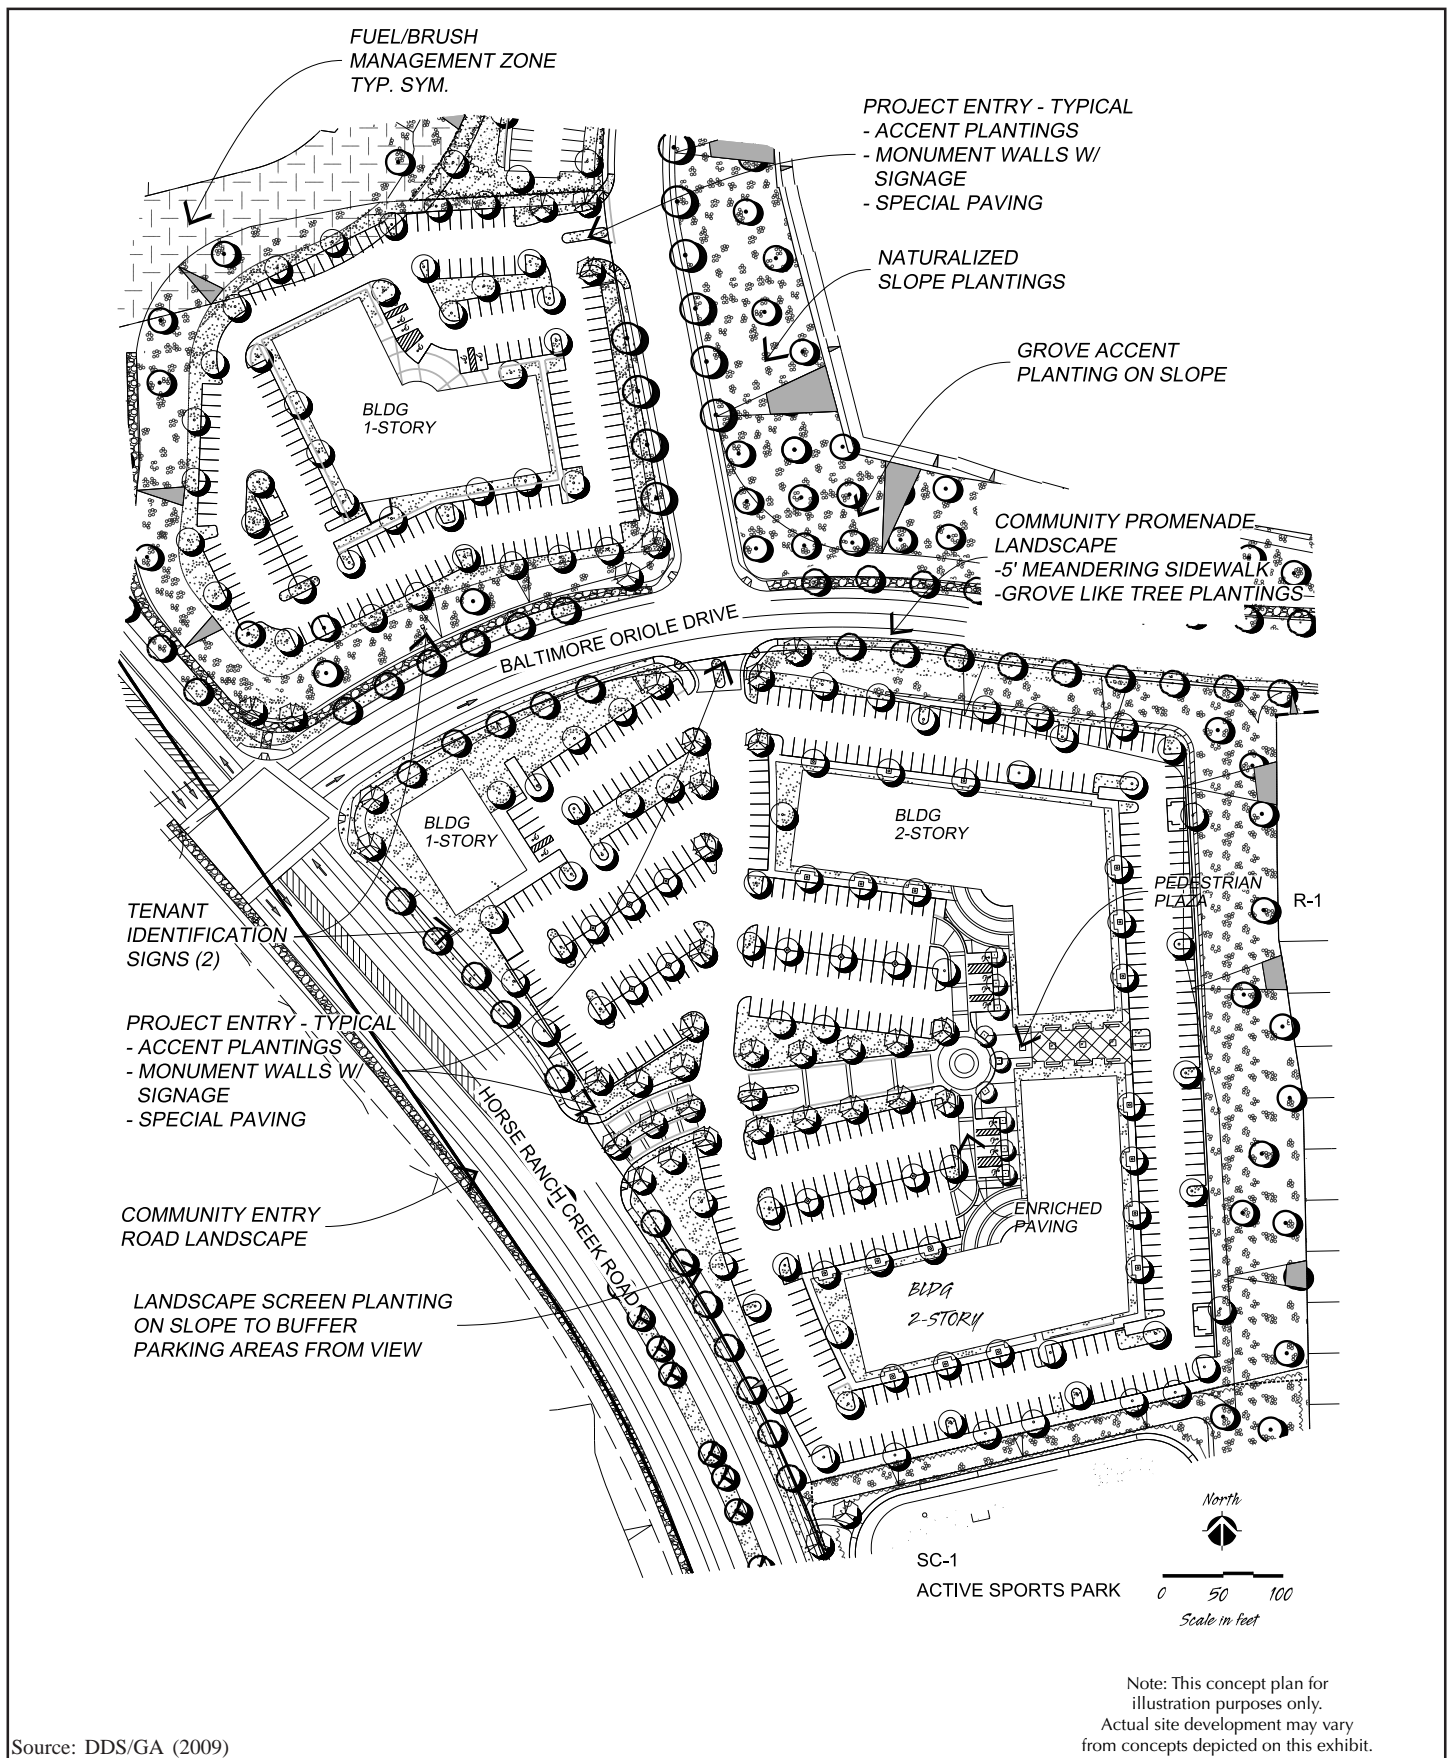 FUEL/BRUSH
MANAGEMENT ZONE
TYP. SYM.
PROJECT ENTRY - TYPICAL
- ACCENT PLANTINGS
- MONUMENT WALLS W/
SIGNAGE
- SPECIAL PAVING
NATURALIZED
SLOPE PLANTINGS
GROVE ACCENT
PLANTING ON SLOPE
BLDG
1-STORY
COMMUNITY PROMENADE
LANDSCAPE
-5' MEANDERING SIDEWALK
-GROVE LIKE TREE PLANTINGS
BALTIMORE ORIOLE DRIVE
BLDG
1-STORY
BLDG
2-STORY
PEDESTRIAN
PLAZA
R-1
TENANT
IDENTIFICATION
SIGNS (2)
PROJECT ENTRY - TYPICAL
- ACCENT PLANTINGS
- MONUMENT WALLS W/
SIGNAGE
- SPECIAL PAVING
HORSE RANCH CREEK ROAD
COMMUNITY ENTRY
ROAD LANDSCAPE
ENRICHED
PAVING
BLDG
2-STORY
LANDSCAPE SCREEN PLANTING
ON SLOPE TO BUFFER
PARKING AREAS FROM VIEW
North
SC-1
ACTIVE SPORTS PARK
0 50 100
Scale in feet
Note: This concept plan for
illustration purposes only.
Actual site development may vary
from concepts depicted on this exhibit.
Source: DDS/GA (2009)